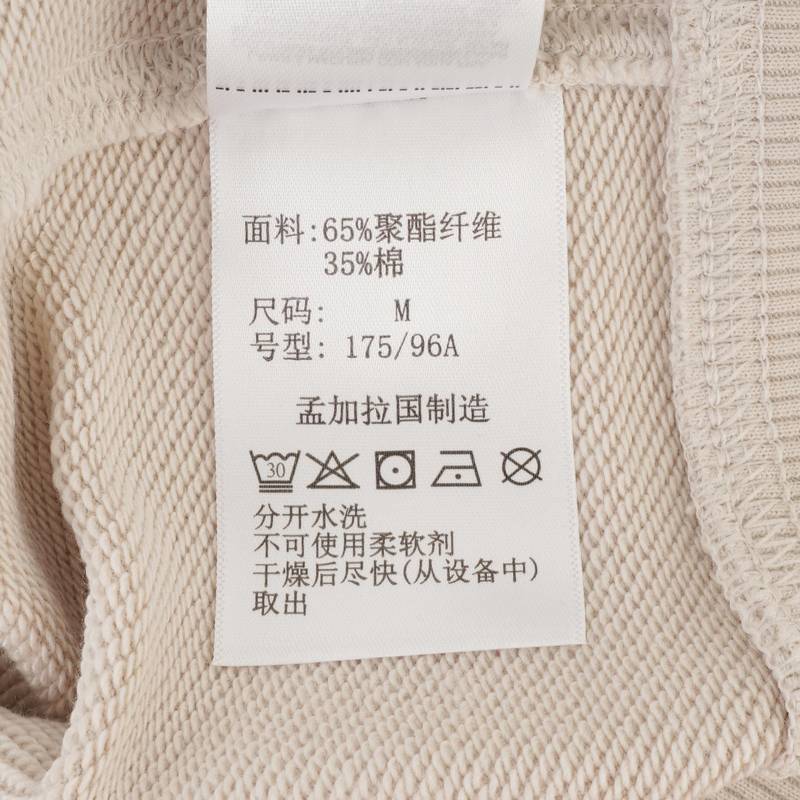 面料:65%聚酯纤维
35%棉
尺码: M
号型: 175/96A
孟加拉国制造
30
分开水洗
不可使用柔软剂
干燥后尽快(从设备中)
取出